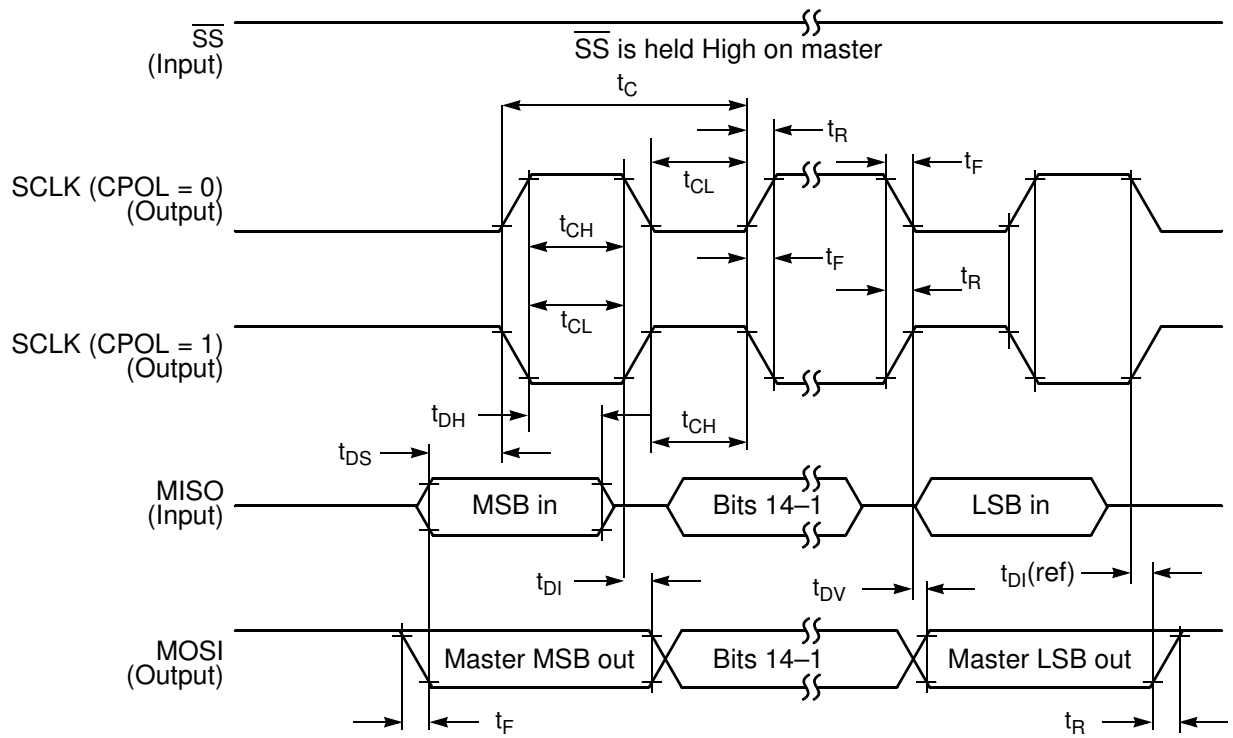 SS
(Input)
SS is held High on master
tC
tR
tF
SCLK (CPOL = 0)
(Output)
tCL
tCH
tF
tR
tCL
SCLK (CPOL = 1)
(Output)
tDH
tCH
tDS
MISO
(Input)
MSB in
Bits 14–1
LSB in
tDI
tDV
tDI(ref)
MOSI
(Output)
Master MSB out
Bits 14–1
Master LSB out
tF
tR